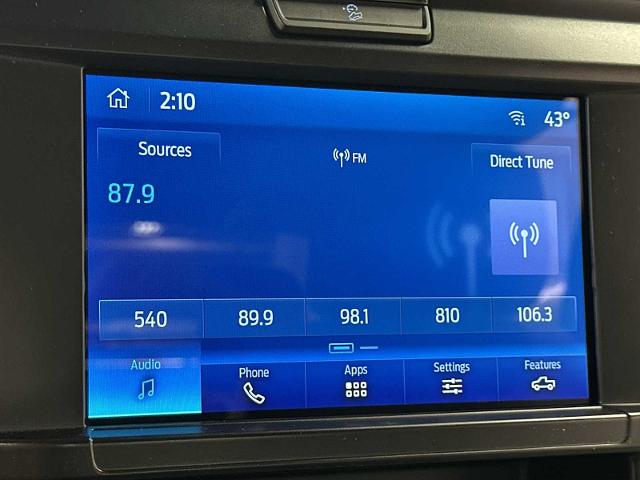 2:10
43°
Sources
FM
Direct Tune
87.9
540 89.9 98.1 810 106.3
Audio Phone Apps Settings Features